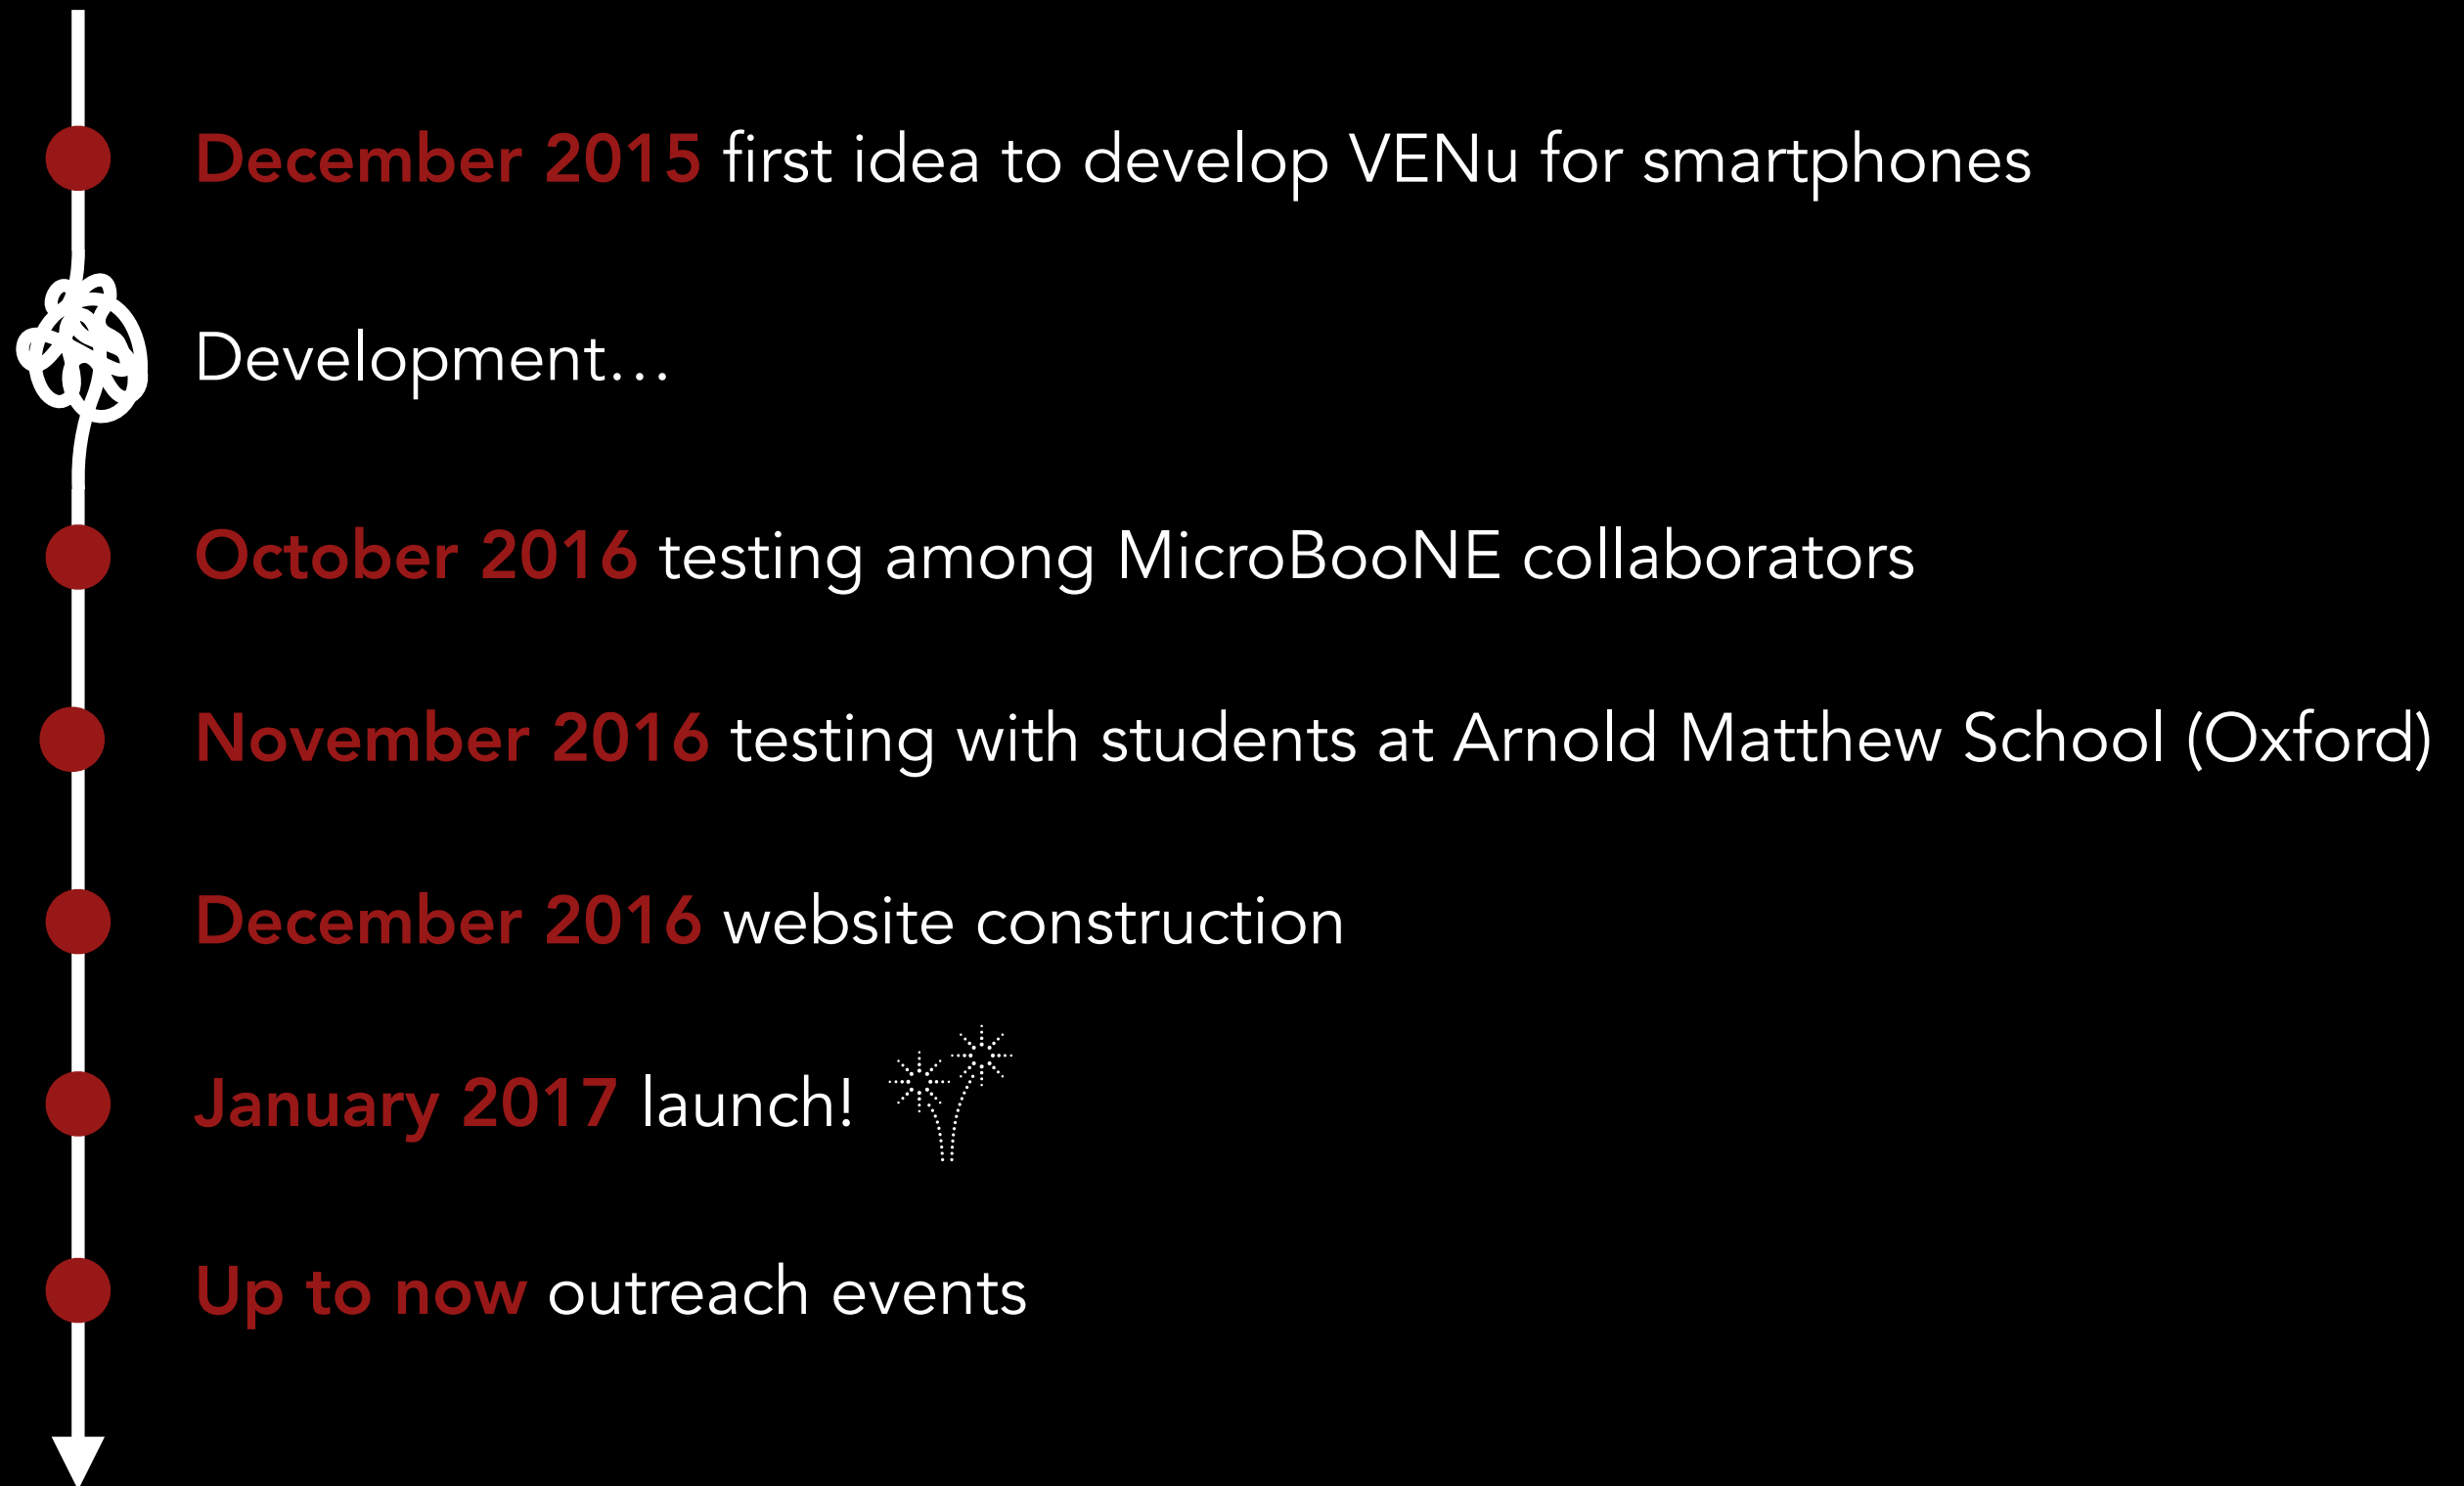 December 2015 first idea to develop VENu for smartphones
Development...
October 2016 testing among MicroBooNE collaborators
November 2016 testing with students at Arnold Matthew School (Oxford)
December 2016 website construction
January 2017 launch!
Up to now outreach events